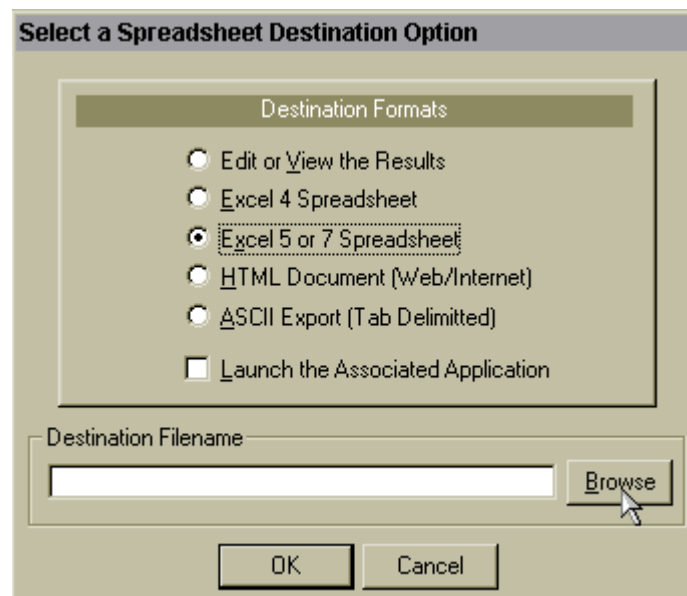 Select a Spreadsheet Destination Option
Destination Formats
Edit or View the Results
Excel 4 Spreadsheet
Excel 5 or 7 Spreadsheet
HTML Document (Web/Internet)
ASCII Export (Tab Delimitted)
Launch the Associated Application
Destination Filename
Browse
OK Cancel